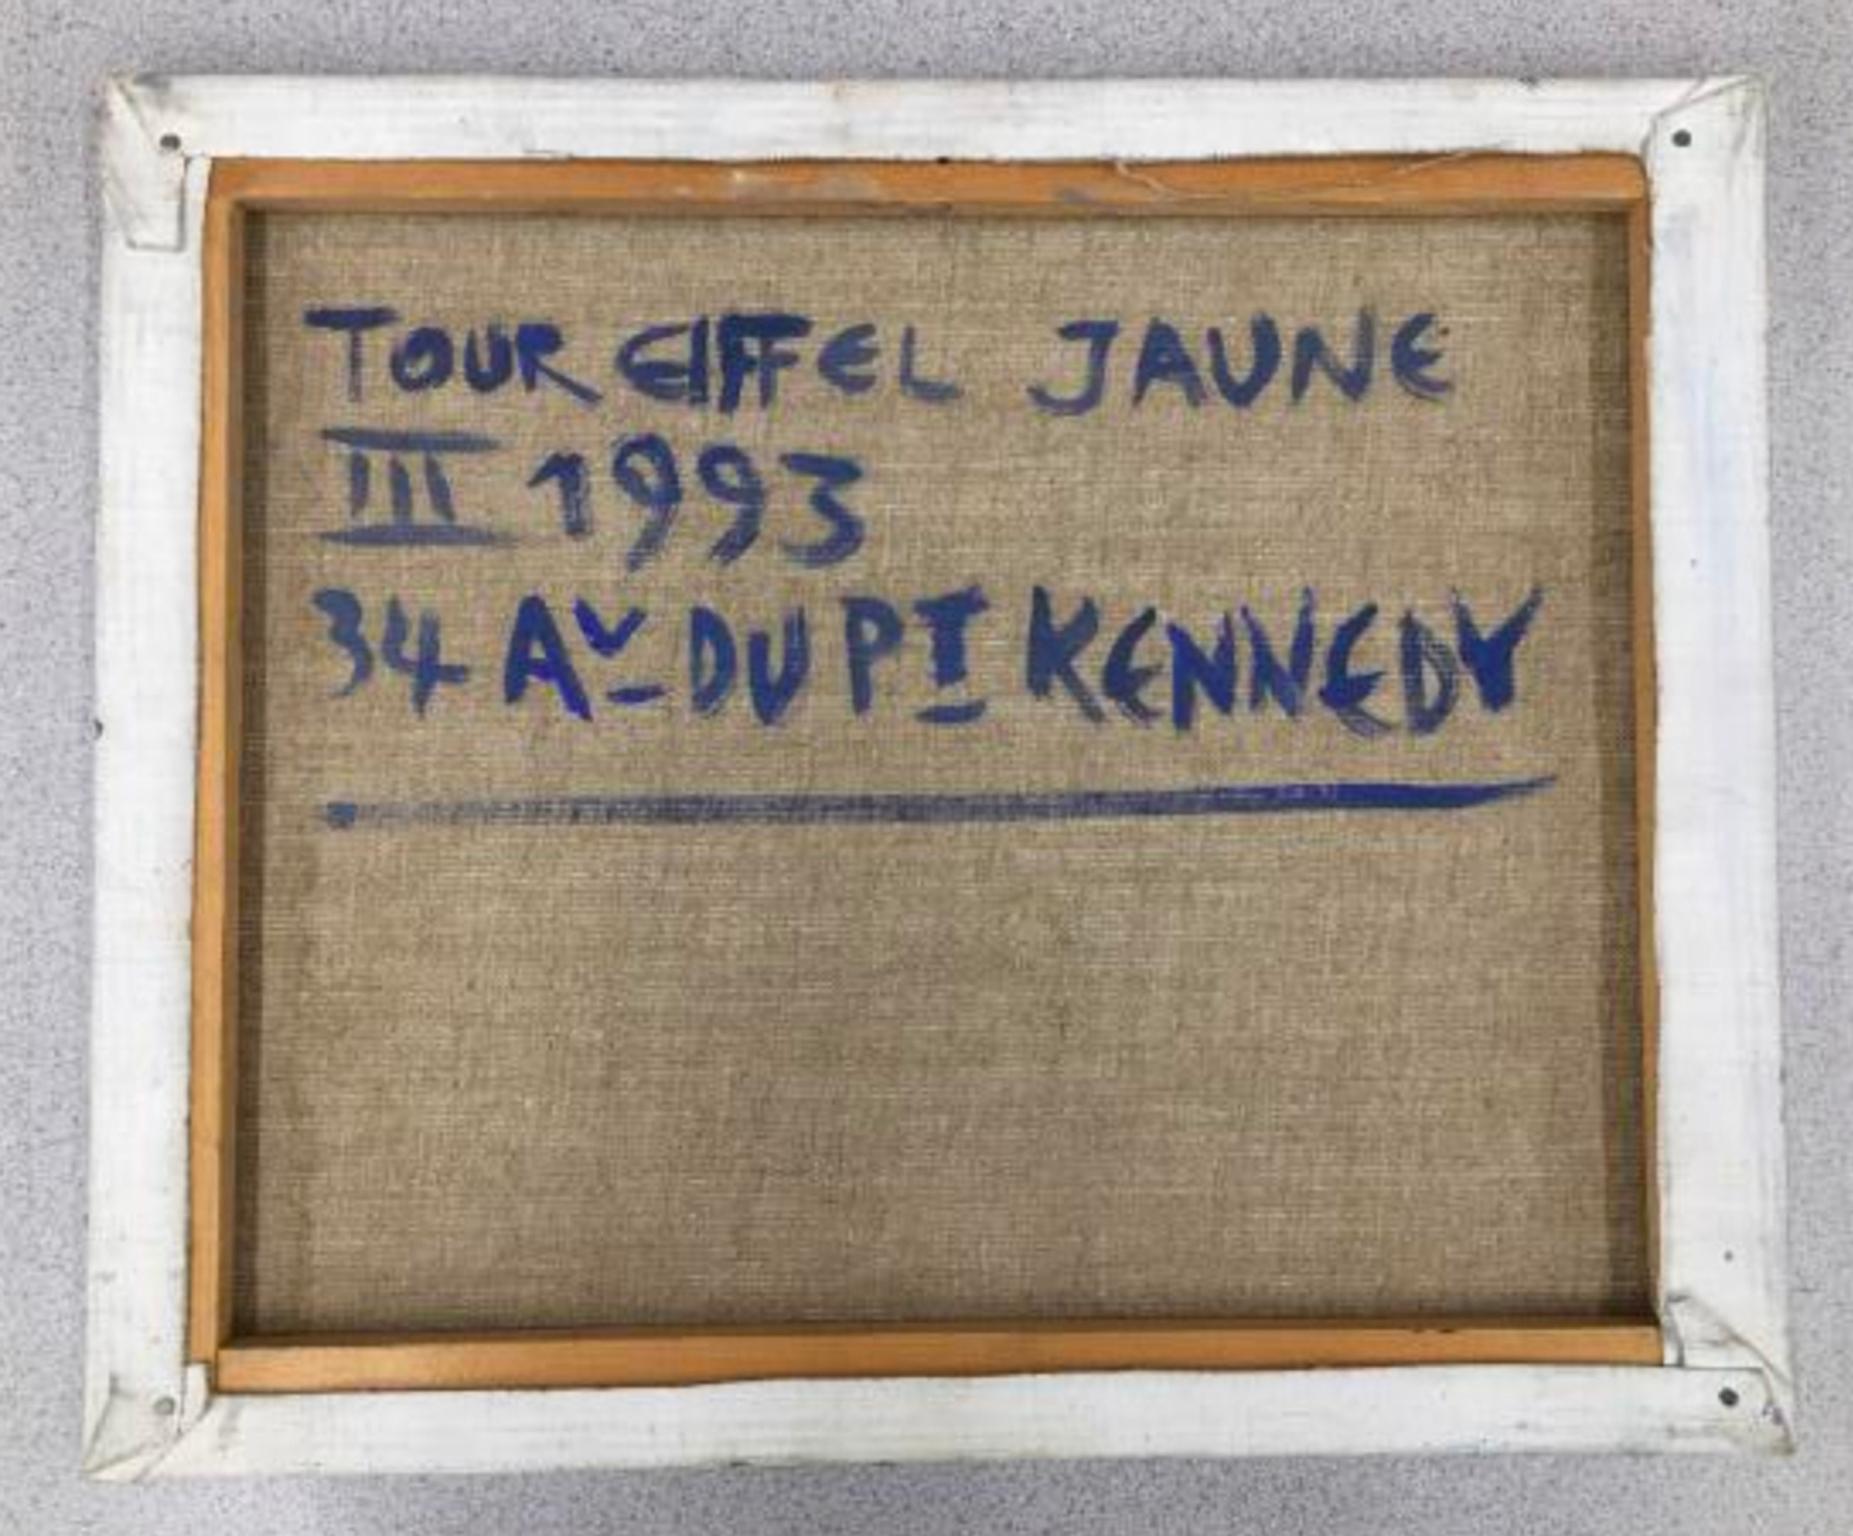 TOUR EIFFEL JAUNE
III 1993
34 AV DU PT KENNEDY